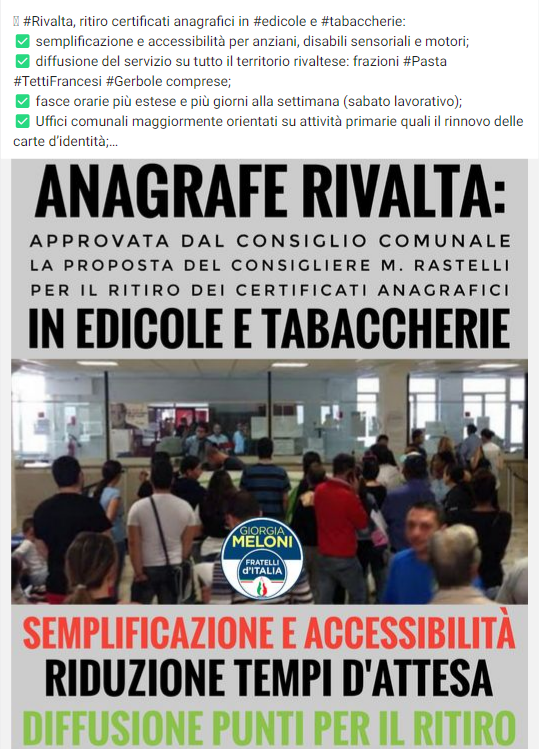 #Rivalta, ritiro certificati anagrafici in #edicole e #tabaccherie:
✅ semplificazione e accessibilità per anziani, disabili sensoriali e motori;
✅ diffusione del servizio su tutto il territorio rivaltese: frazioni #Pasta
#TettiFrancesi #Gerbole comprese;
✅ fasce orarie più estese e più giorni alla settimana (sabato lavorativo);
✅ Uffici comunali maggiormente orientati su attività primarie quali il rinnovo delle
carte d'identità;...
ANAGRAFE RIVALTA:
APPROVATA DAL CONSIGLIO COMUNALE
LA PROPOSTA DEL CONSIGLIERE M. RASTELLI
PER IL RITIRO DEI CERTIFICATI ANAGRAFICI
IN EDICOLE E TABACCHERIE
GIORGIA
MELONI
FRATELLI
d'ITALIA
SEMPLIFICAZIONE E ACCESSIBILITÀ
RIDUZIONE TEMPI D'ATTESA
DIFFUSIONE PUNTI PER IL RITIRO